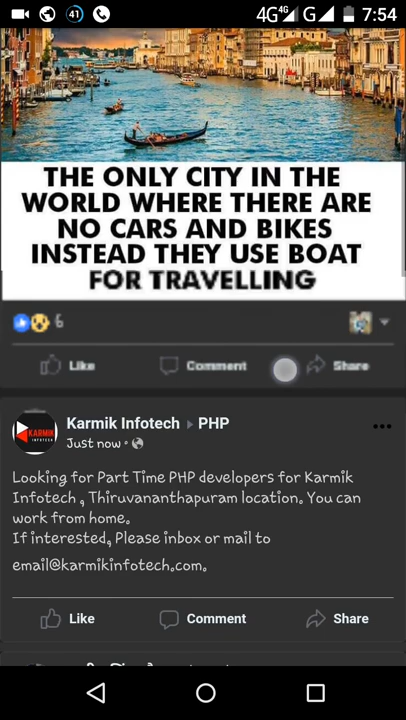 41 4G 4G G 7:54
THE ONLY CITY IN THE
WORLD WHERE THERE ARE
NO CARS AND BIKES
INSTEAD THEY USE BOAT
FOR TRAVELLING
6
Like Comment Share
Karmik Infotech ▸ PHP
Just now •
KARMIK
INFOTECH
Looking for Part Time PHP developers for Karmik
Infotech , Thiruvananthapuram location. You can
work from home.
If interested, Please inbox or mail to
email@karmikinfotech.com.
Like Comment Share